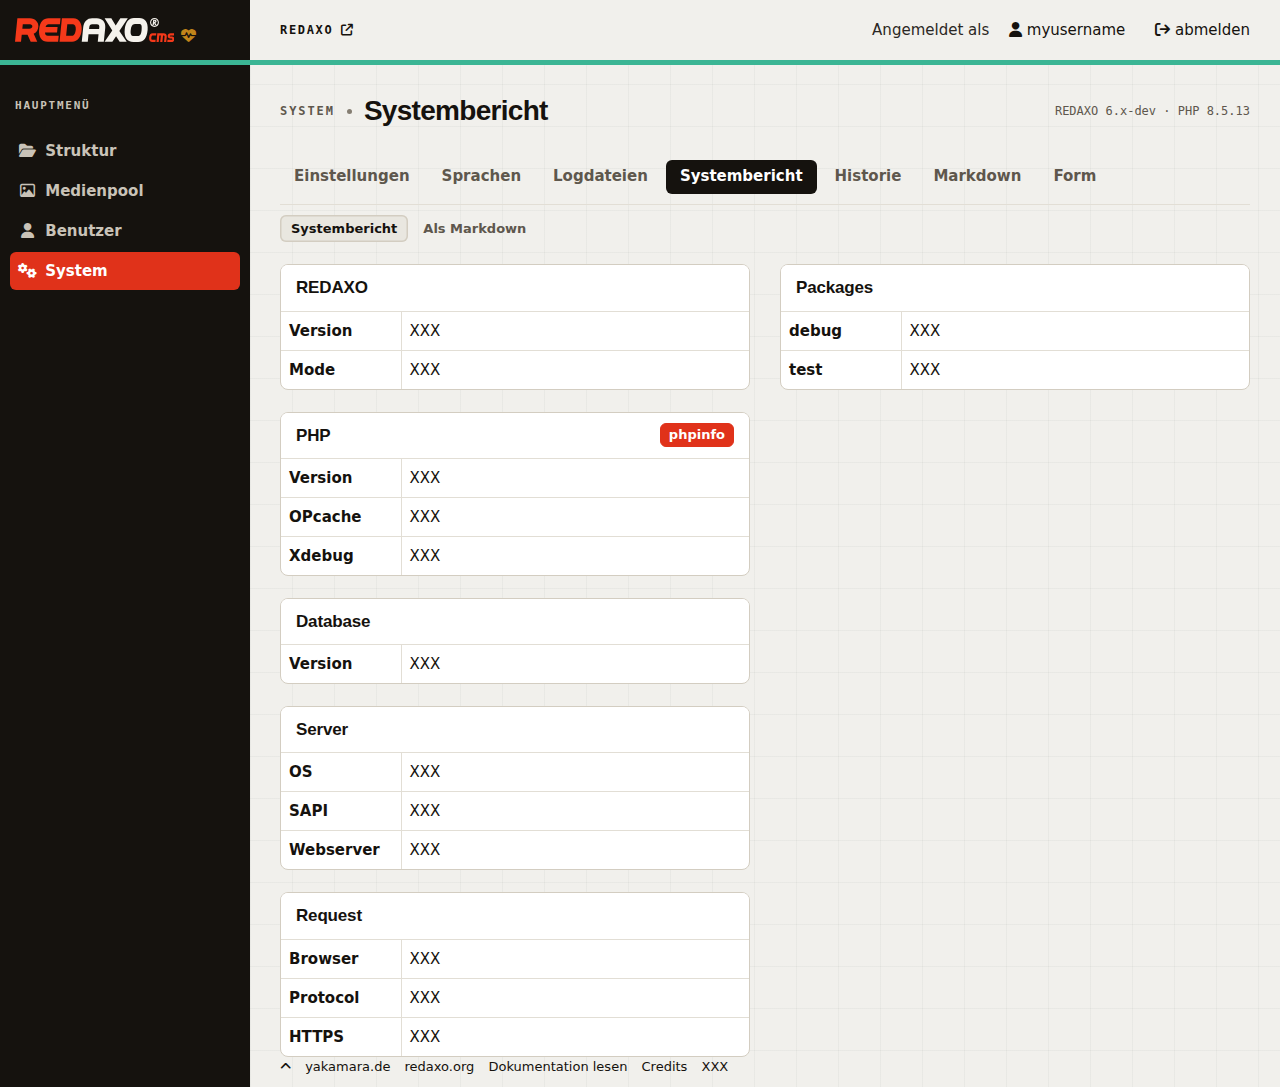 REDAXO® cms
REDAXO
Angemeldet als myusername abmelden
HAUPTMENÜ
Struktur
Medienpool
Benutzer
System
SYSTEM • Systembericht
REDAXO 6.x-dev · PHP 8.5.13
Einstellungen Sprachen Logdateien Systembericht Historie Markdown Form
Systembericht Als Markdown
REDAXO
Version XXX
Mode XXX
Packages
debug XXX
test XXX
PHP phpinfo
Version XXX
OPcache XXX
Xdebug XXX
Database
Version XXX
Server
OS XXX
SAPI XXX
Webserver XXX
Request
Browser XXX
Protocol XXX
HTTPS XXX
yakamara.de redaxo.org Dokumentation lesen Credits XXX